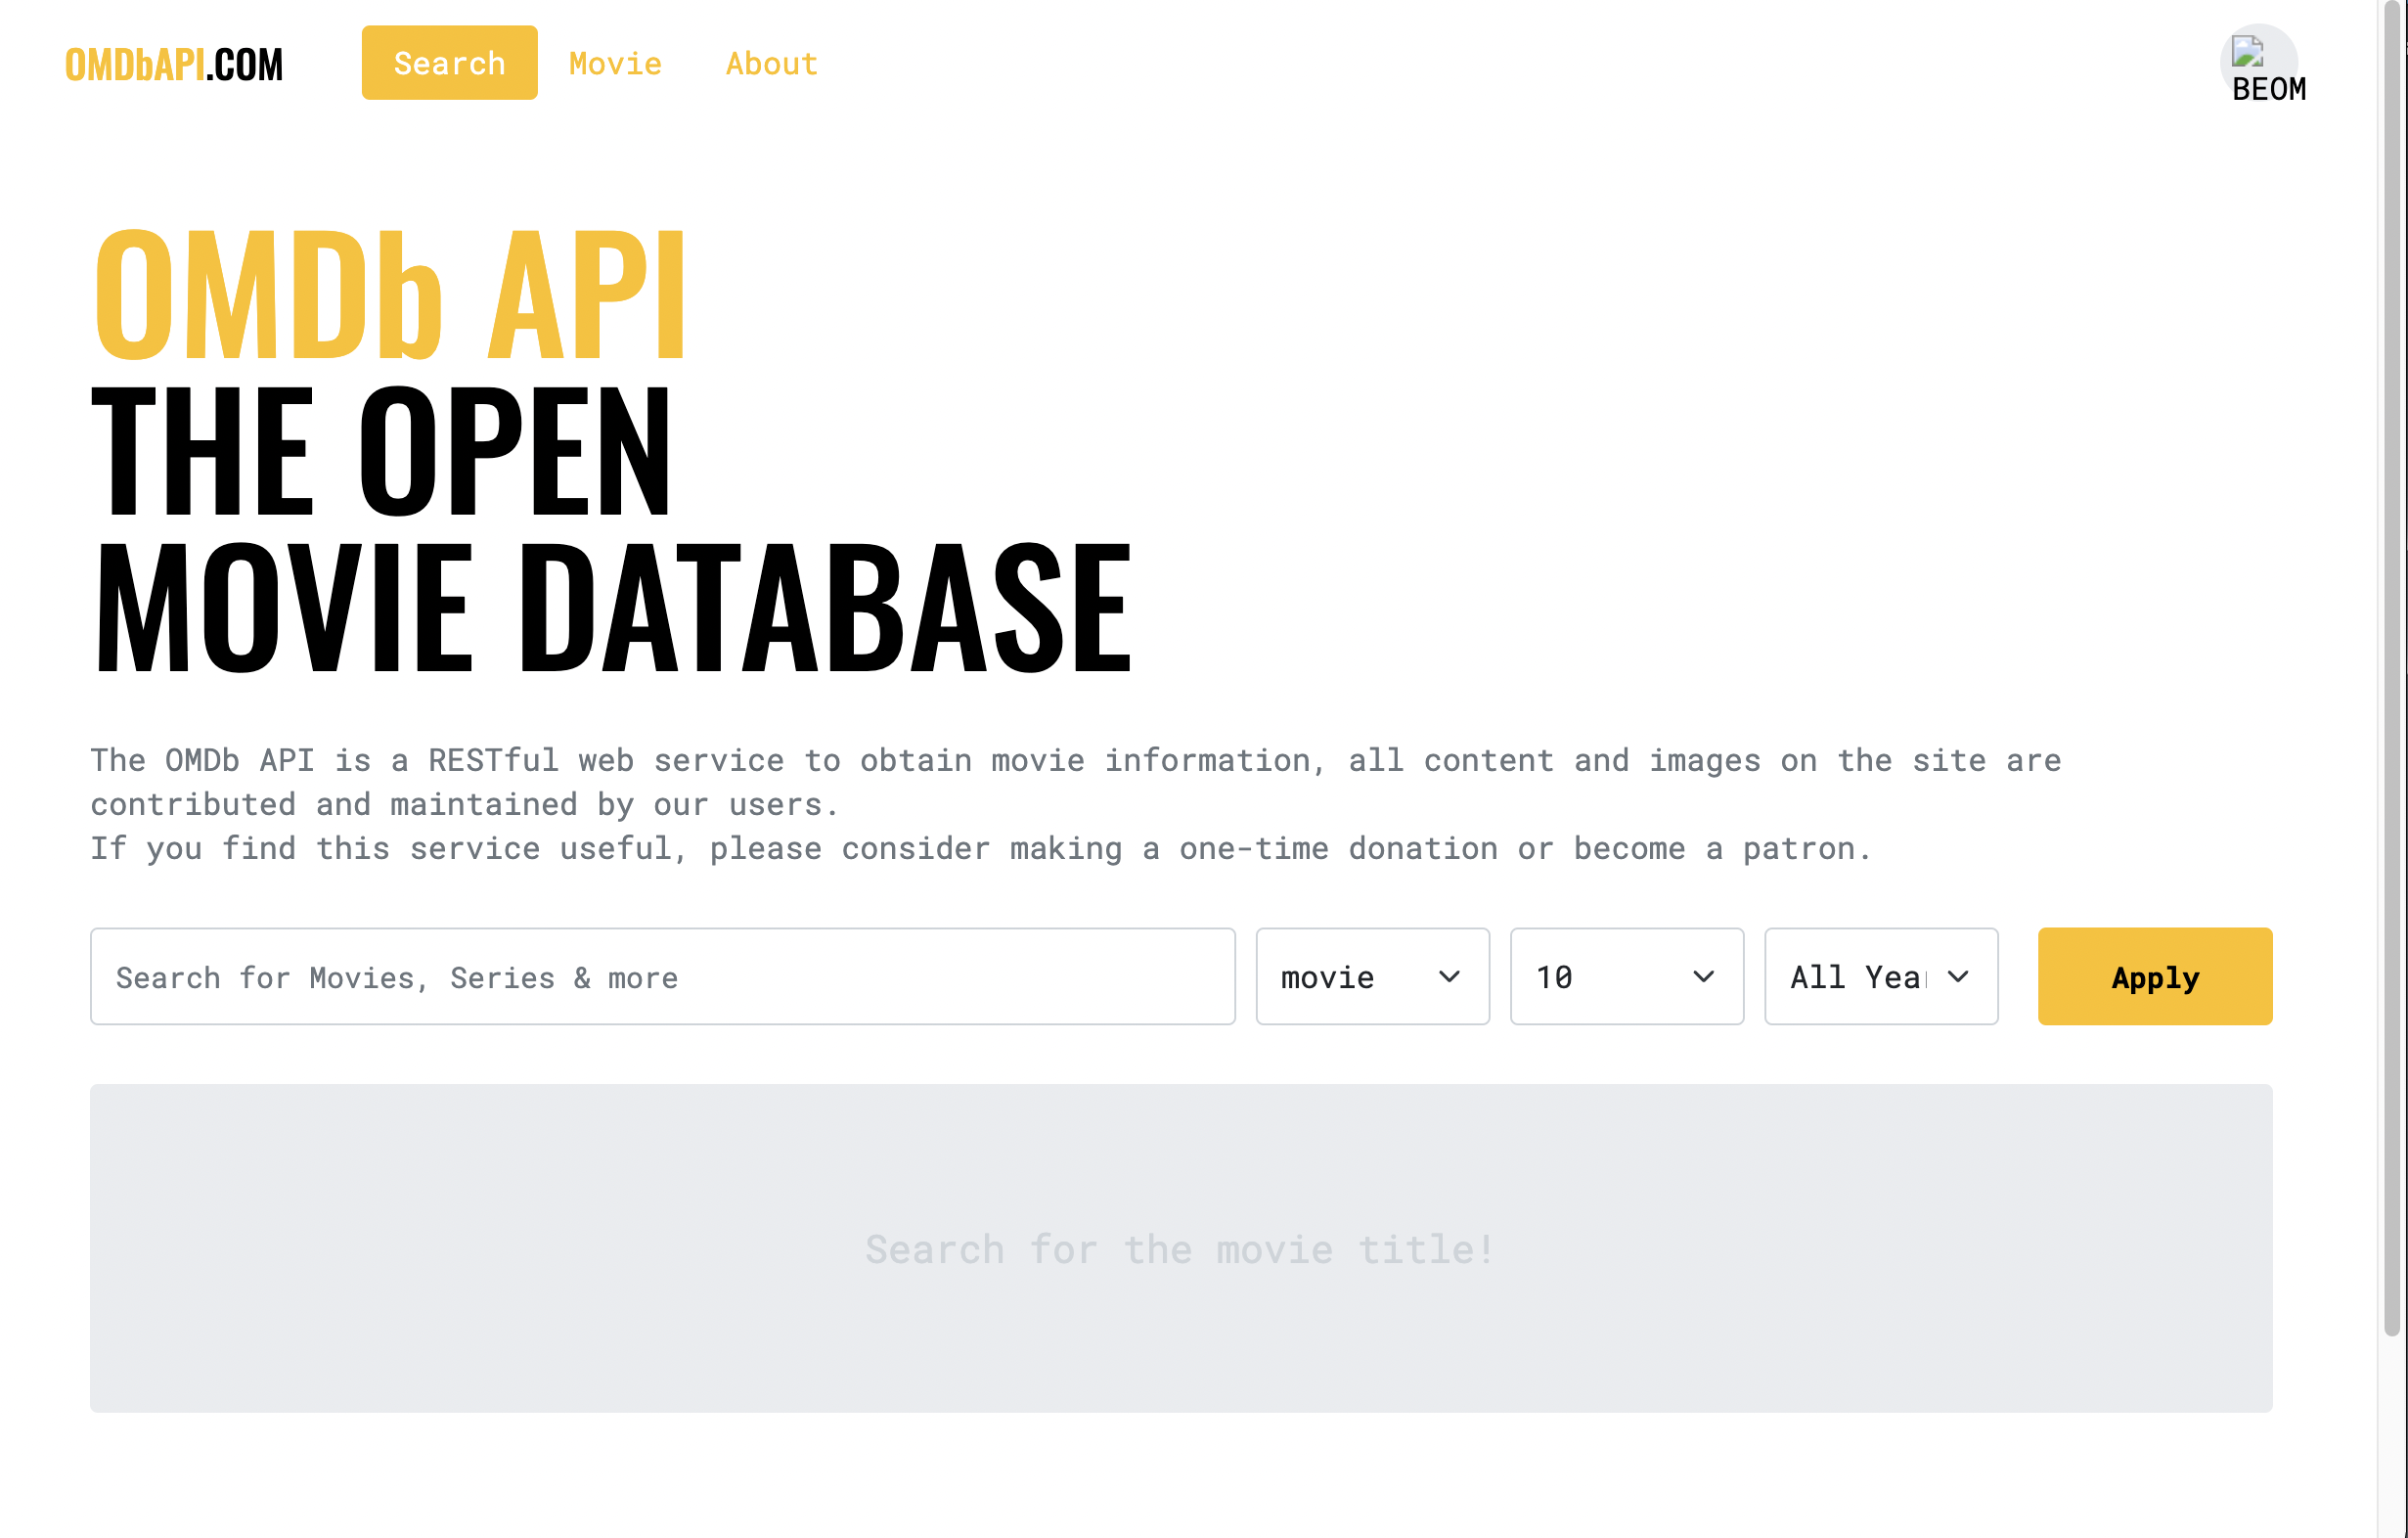 OMDbAPI.COM
Search
Movie
About
BEOM
OMDb API
THE OPEN
MOVIE DATABASE
The OMDb API is a RESTful web service to obtain movie information, all content and images on the site are
contributed and maintained by our users.
If you find this service useful, please consider making a one-time donation or become a patron.
Search for Movies, Series & more
movie
10
All Year
Apply
Search for the movie title!